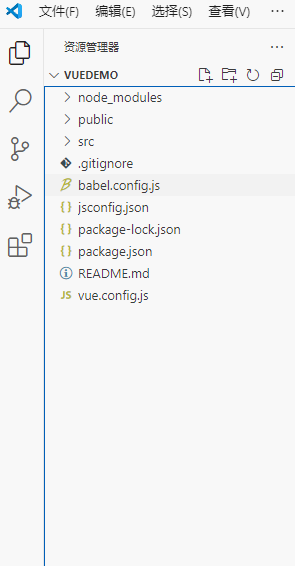 文件(F) 编辑(E) 选择(S) 查看(V) ···
资源管理器 ···
VUEDEMO
node_modules
public
src
.gitignore
babel.config.js
jsconfig.json
package-lock.json
package.json
README.md
JS vue.config.js